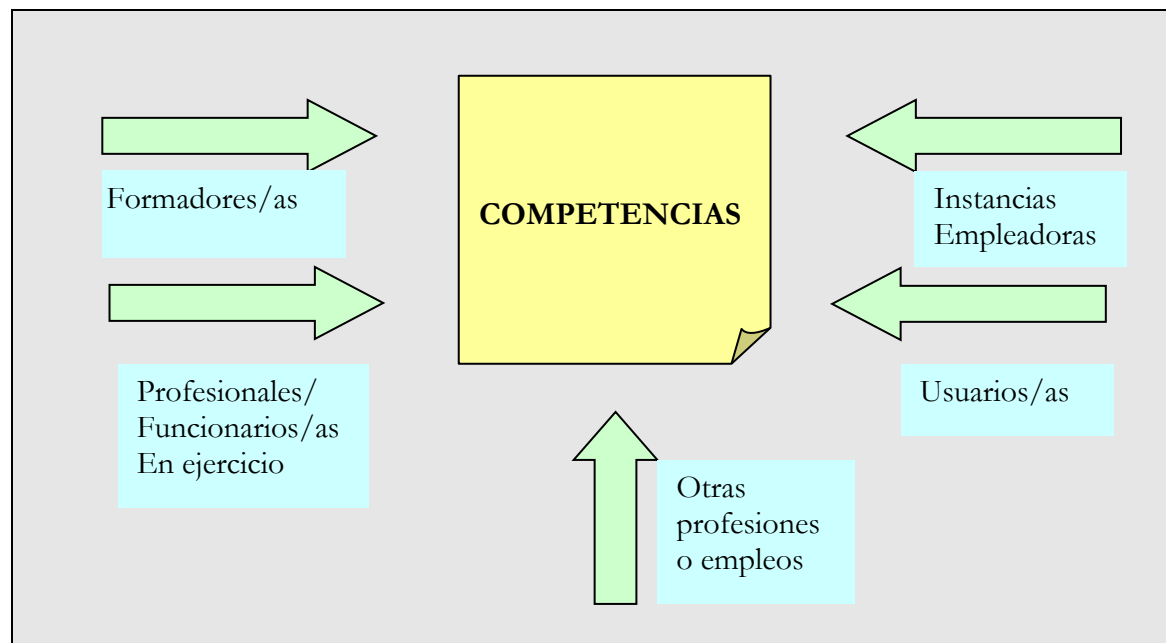 Formadores/as
COMPETENCIAS
Instancias
Empleadoras
Profesionales/
Funcionarios/as
En ejercicio
Usuarios/as
Otras
profesiones
o empleos